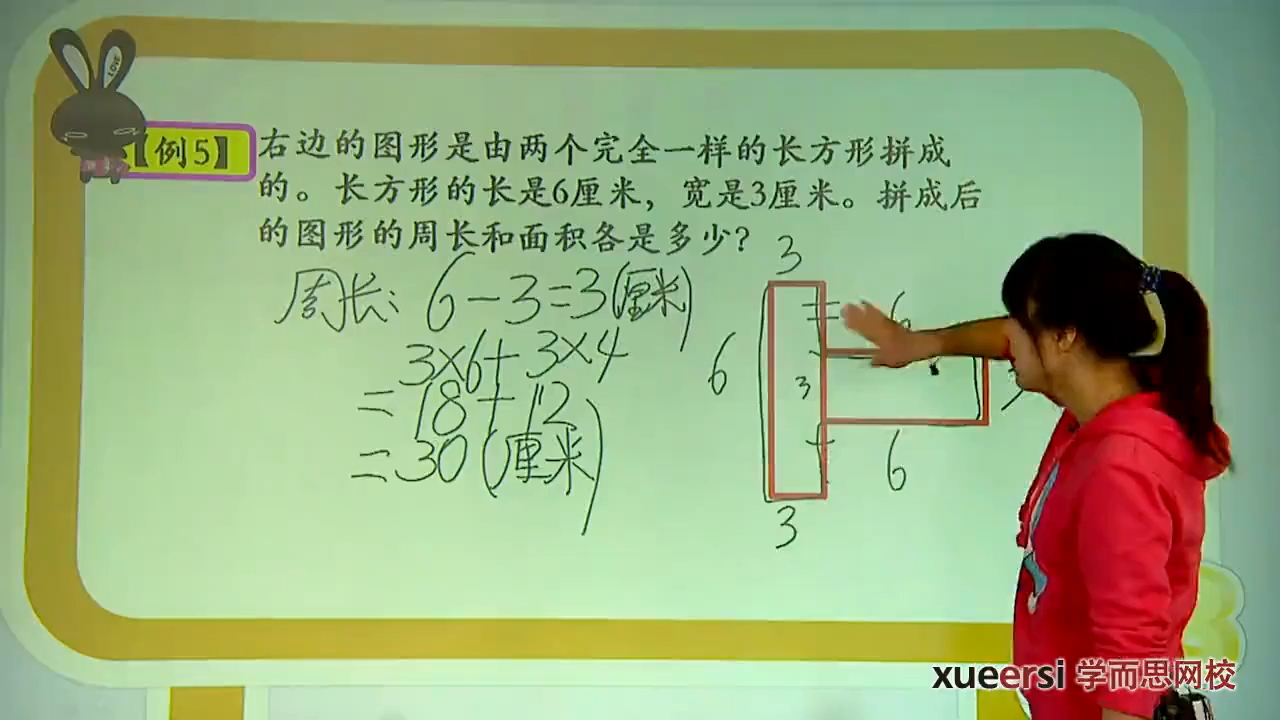 LOVE
【例5】
右边的图形是由两个完全一样的长方形拼成
的。长方形的长是6厘米，宽是3厘米。拼成后
的图形的周长和面积各是多少？
周长：6－3=3(厘米)
3×6+3×4
=18+12
=30(厘米)
3
6
6
3
3
6
3
xueersi 学而思网校